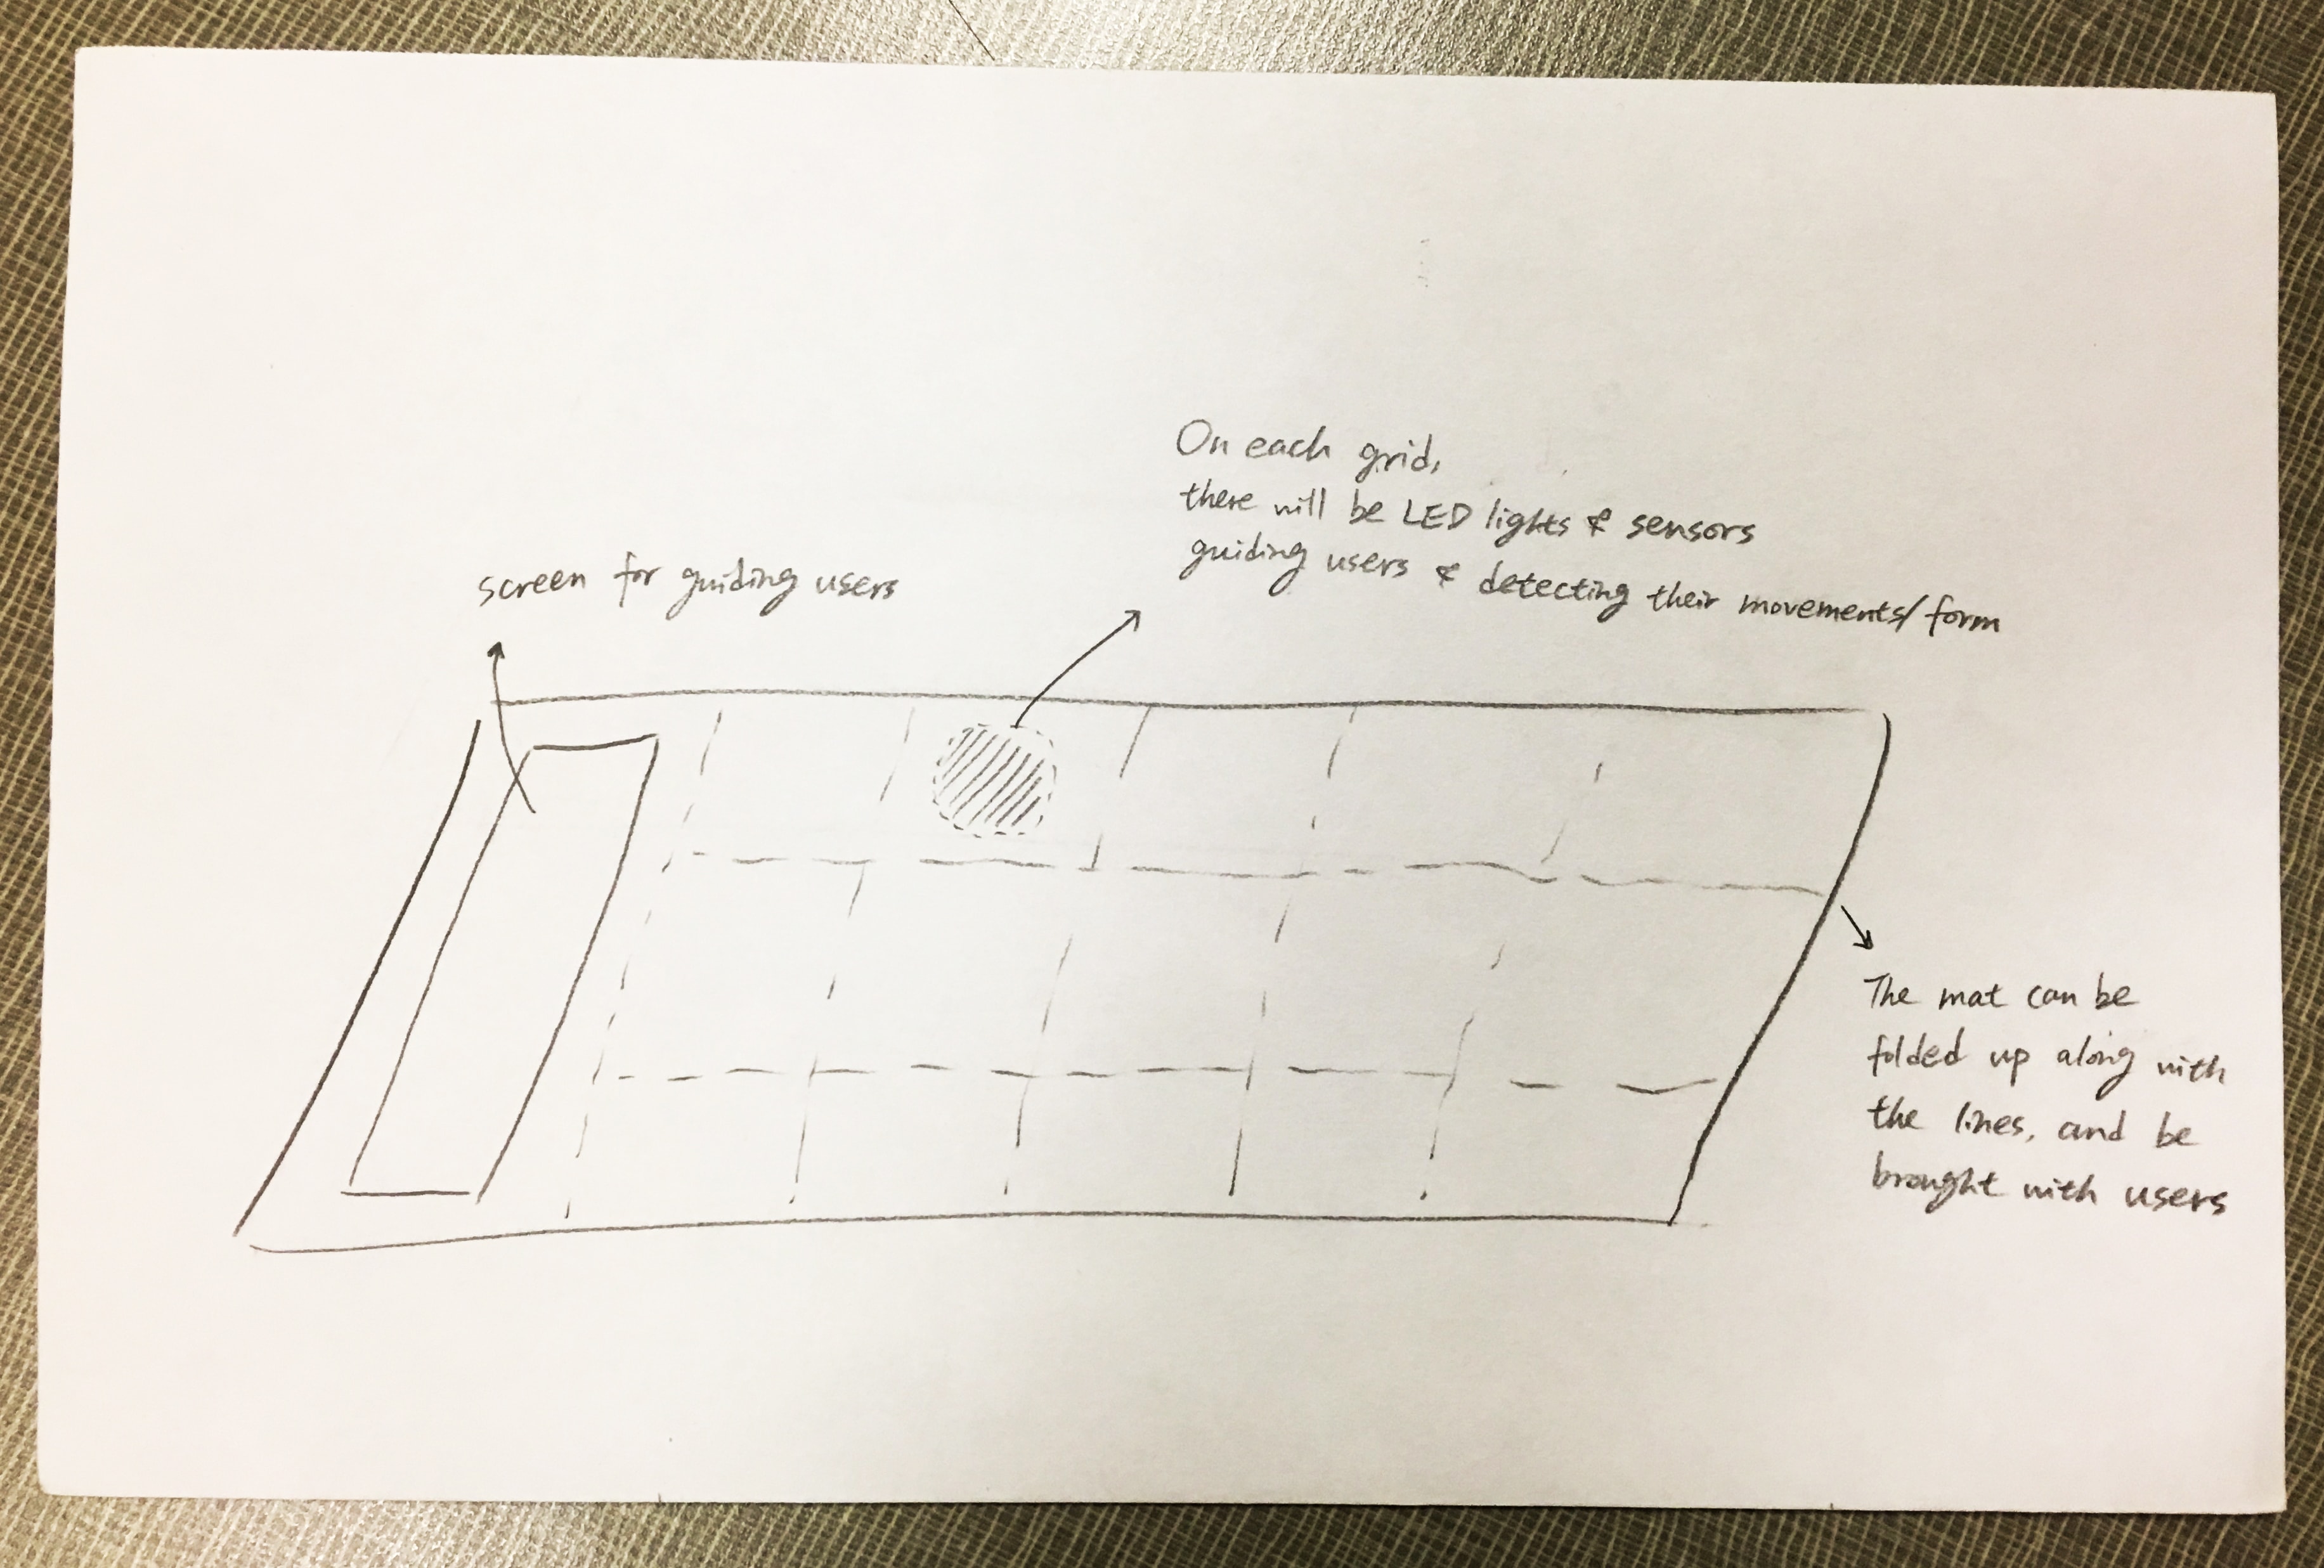 On each grid,
there will be LED lights & sensors
guiding users & detecting their movements/form
screen for guiding users
The mat can be
folded up along with
the lines, and be
brought with users